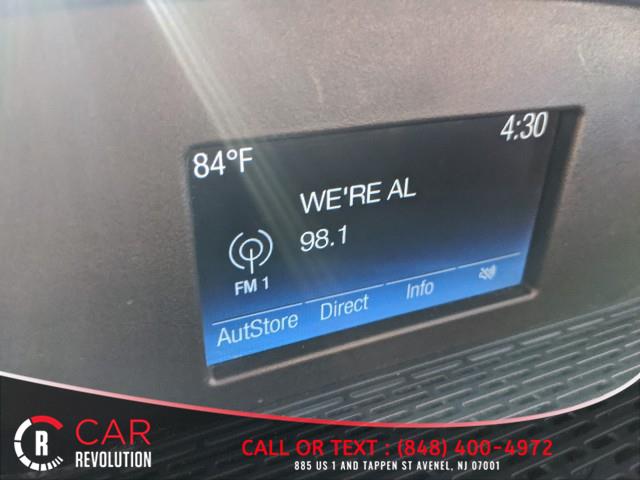 4:30
84°F
WE'RE AL
98.1
FM 1
AutStore Direct Info
R CAR
REVOLUTION
CALL OR TEXT : (848) 400-4972
885 US 1 AND TAPPEN ST AVENEL, NJ 07001